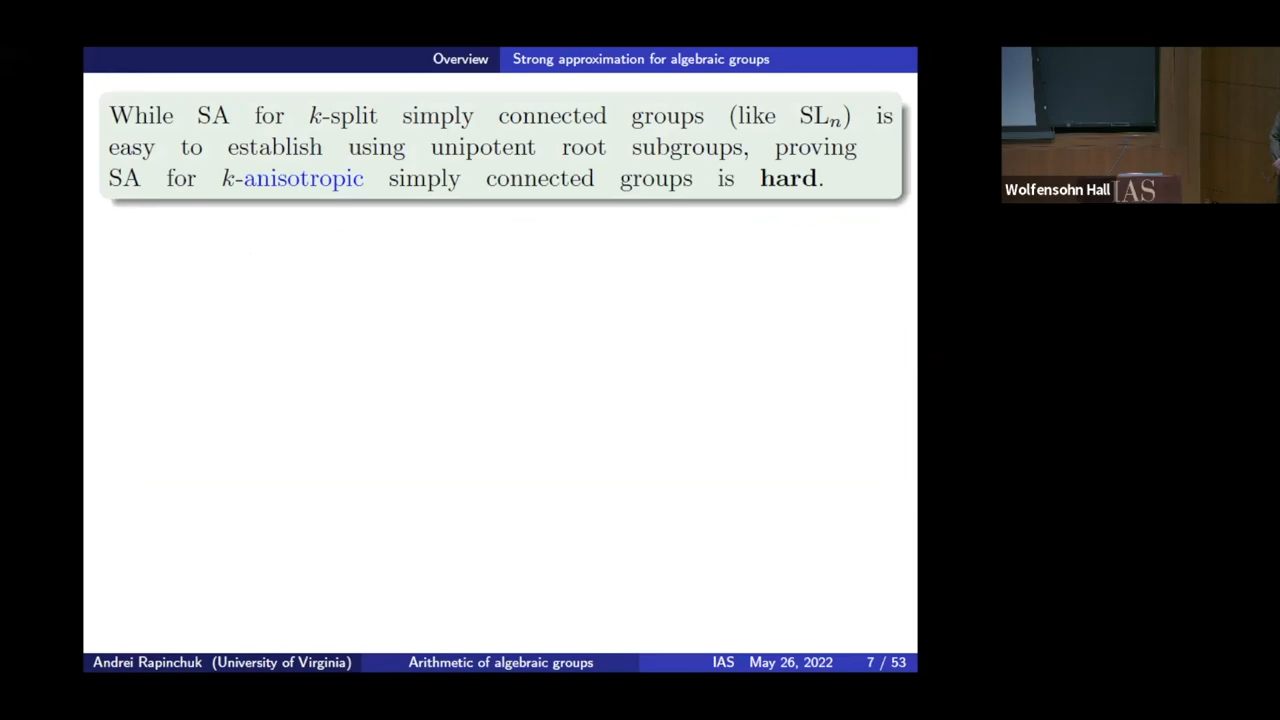 Overview Strong approximation for algebraic groups
While SA for k-split simply connected groups (like SLₙ) is
easy to establish using unipotent root subgroups, proving
SA for k-anisotropic simply connected groups is hard.
Wolfensohn Hall
IAS
Andrei Rapinchuk (University of Virginia) Arithmetic of algebraic groups IAS May 26, 2022 7 / 53